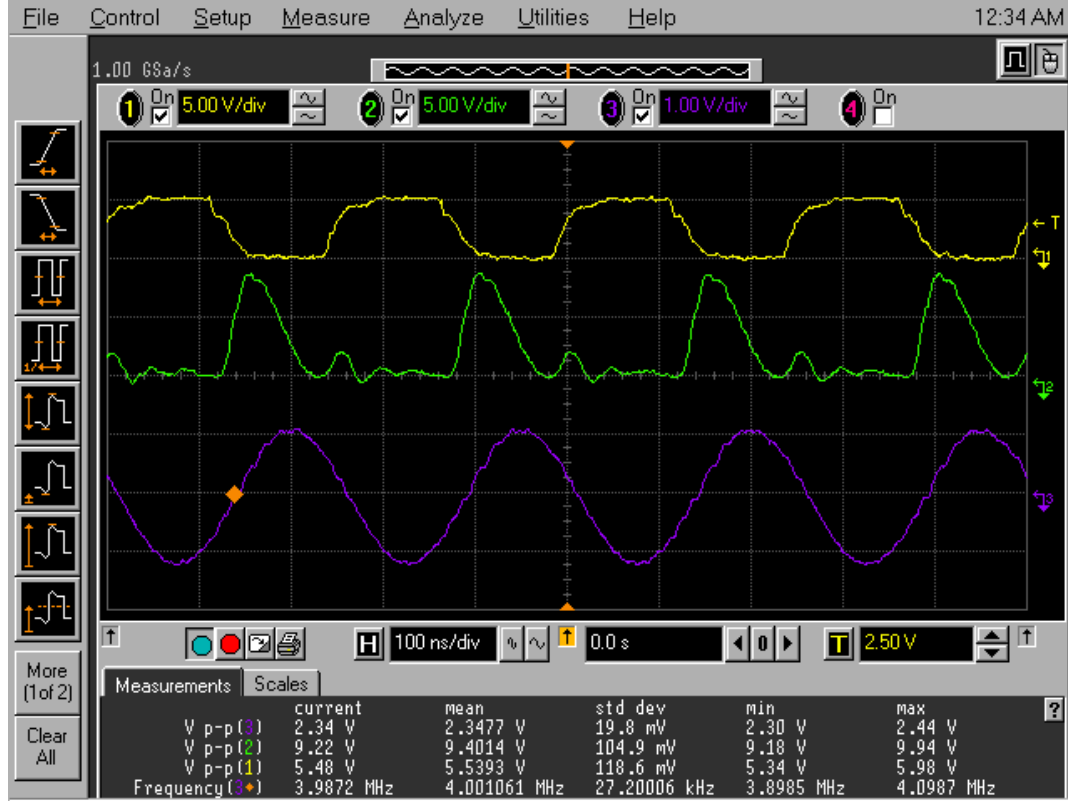 File Control Setup Measure Analyze Utilities Help 12:34 AM
1.00 GSa/s
1 On 5.00 V/div 2 On 5.00 V/div 3 On 1.00 V/div 4 On
T
1
2
3
H 100 ns/div 0.0 s 0 T 2.50 V
More
(1 of 2)
Clear
All
Measurements Scales
current mean std dev min max ?
V p-p(3) 2.34 V 2.3477 V 19.8 mV 2.30 V 2.44 V
V p-p(2) 9.22 V 9.4014 V 104.9 mV 9.18 V 9.94 V
V p-p(1) 5.48 V 5.5393 V 118.6 mV 5.34 V 5.98 V
Frequency(3◆) 3.9872 MHz 4.001061 MHz 27.20006 kHz 3.8985 MHz 4.0987 MHz